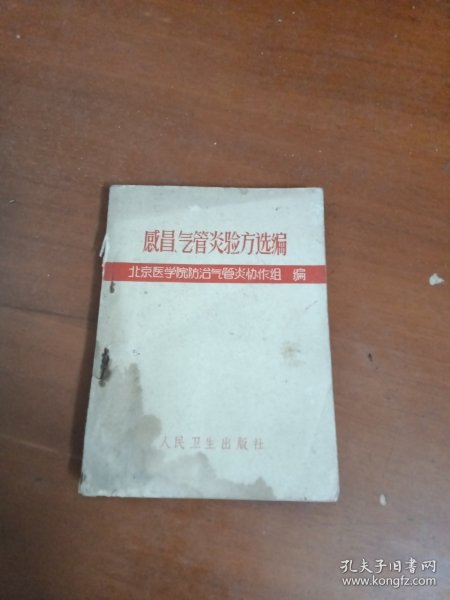 感冒、气管炎验方选编
北京医学院防治气管炎协作组 编
人民卫生出版社
孔夫子旧书网
www.kongfz.com